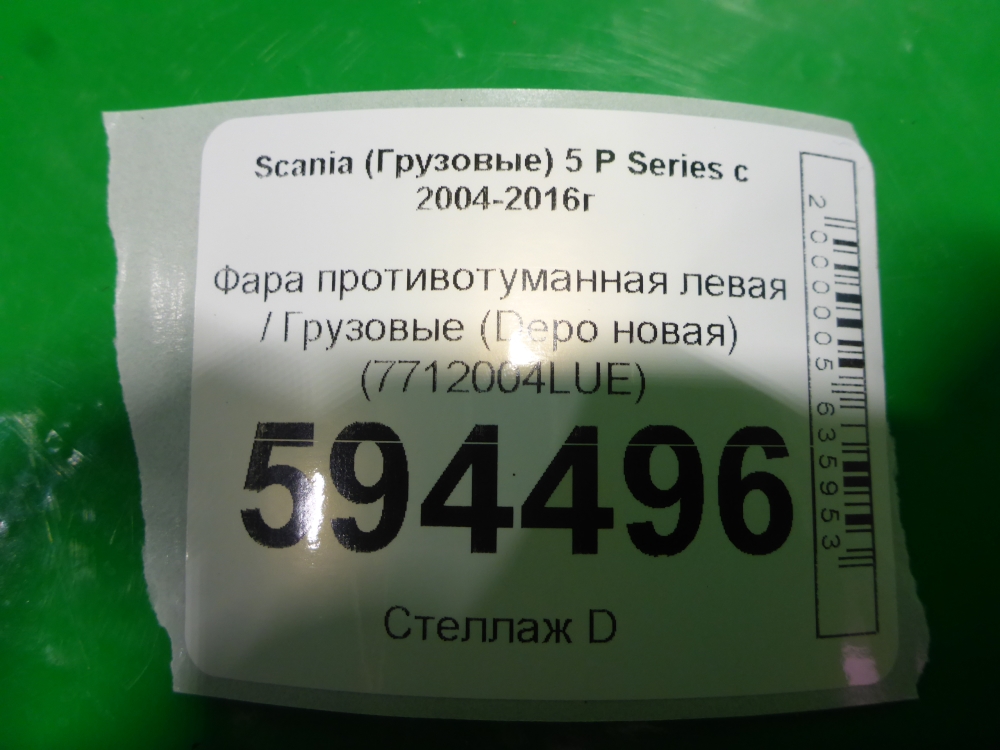 Scania (Грузовые) 5 P Series с
2004-2016г
Фара противотуманная левая
/ Грузовые (Depo новая)
(7712004LUE)
594496
Стеллаж D
2000005635953